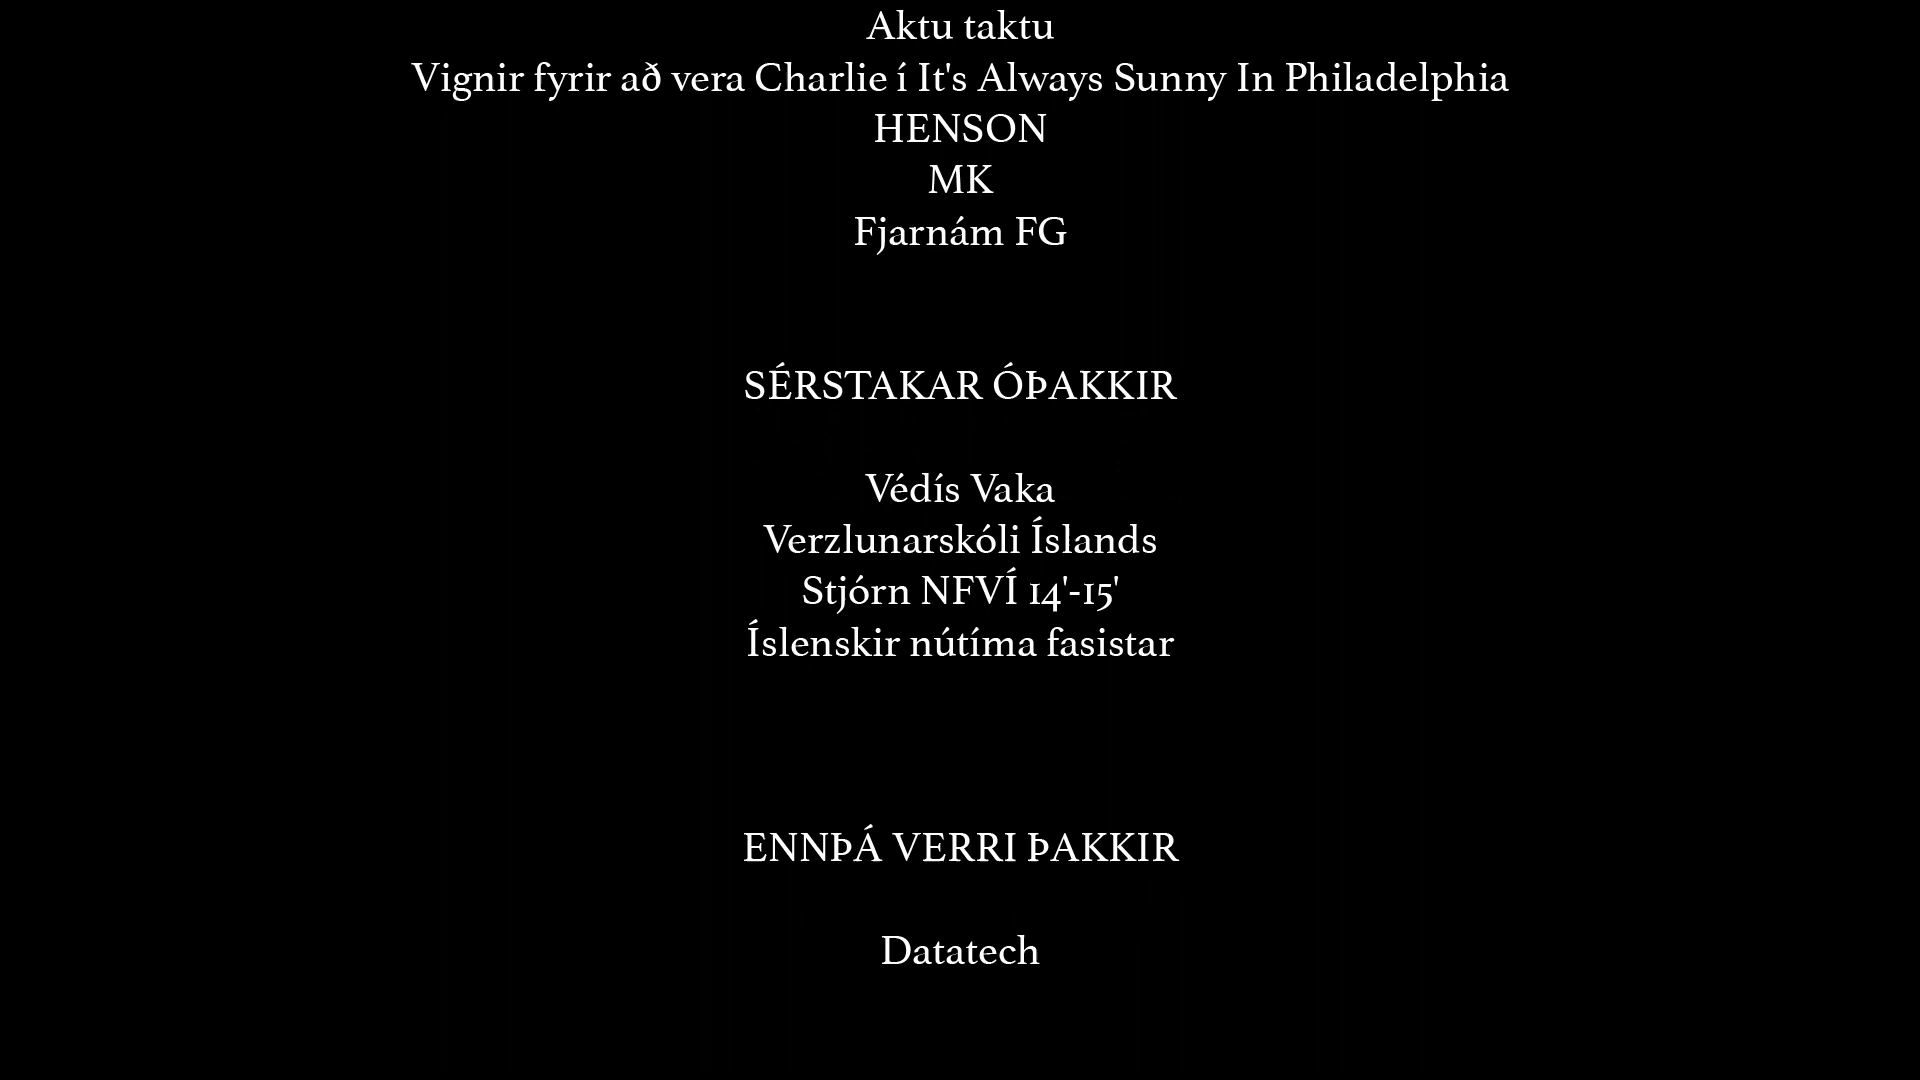 Aktu taktu
Vignir fyrir að vera Charlie í It's Always Sunny In Philadelphia
HENSON
MK
Fjarnám FG
SÉRSTAKAR ÓÞAKKIR
Védís Vaka
Verzlunarskóli Íslands
Stjórn NFVÍ 14'-15'
Íslenskir nútíma fasistar
ENNÞÁ VERRI ÞAKKIR
Datatech